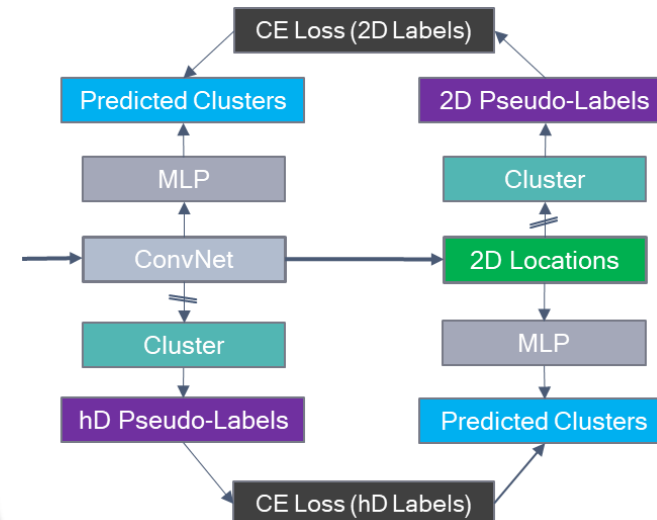 CE Loss (2D Labels)
Predicted Clusters
2D Pseudo-Labels
MLP
Cluster
ConvNet
2D Locations
Cluster
MLP
hD Pseudo-Labels
Predicted Clusters
CE Loss (hD Labels)